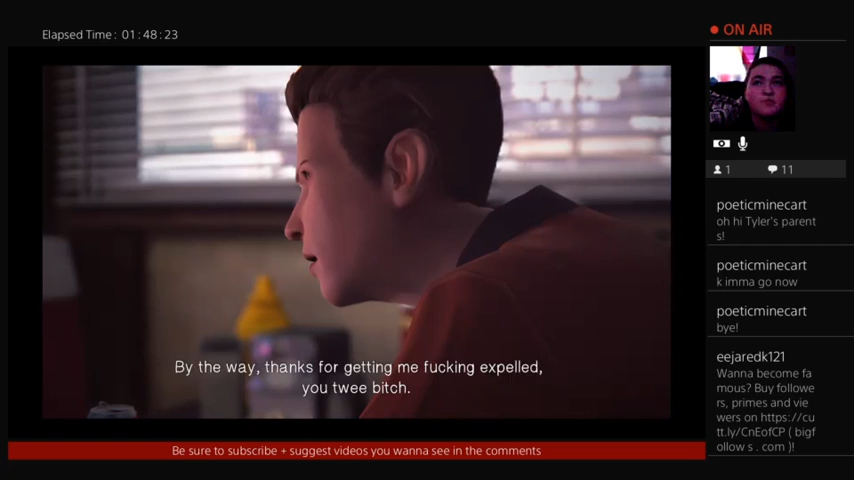 Elapsed Time: 01:48:23
ON AIR
1
11
poeticminecart
oh hi Tyler's parent
s!
poeticminecart
k imma go now
poeticminecart
bye!
eejaredk121
Wanna become fa
mous? Buy followe
rs, primes and vie
wers on https://cu
tt.ly/CnEofCP ( bigf
ollow s . com )!
By the way, thanks for getting me fucking expelled,
you twee bitch.
Be sure to subscribe + suggest videos you wanna see in the comments